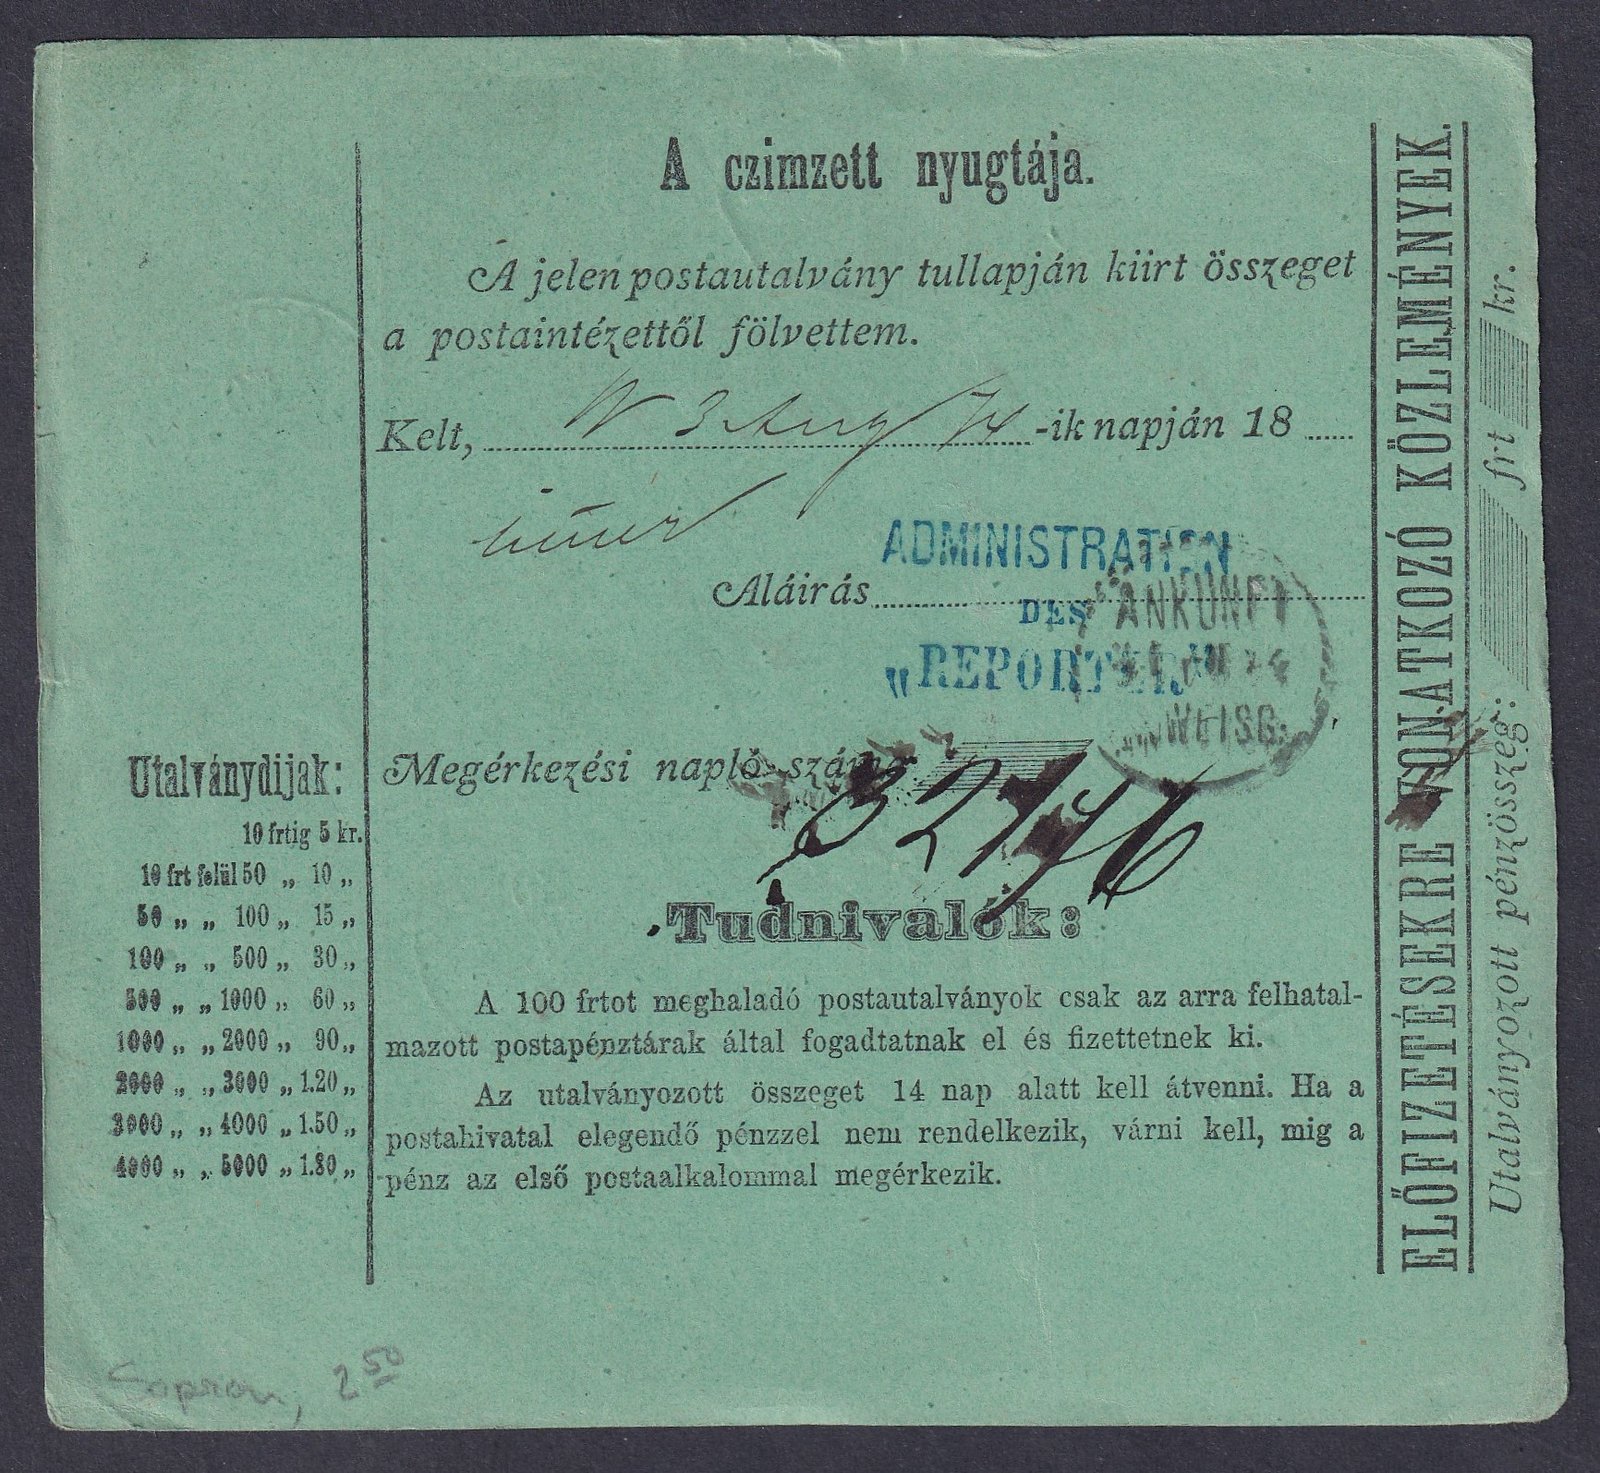 A czimzett nyugtája.
A jelen postautalvány tullapján kiirt összeget
a postaintézettől fölvettem.
Kelt, W 3 Aug 74 -ik napján 18
Aláirás
ADMINISTRATION
DES
„REPORTER"
ANKUNFT
Megérkezési napló-száma
Tudnivalók:
A 100 frtot meghaladó postautalványok csak az arra felhatal-
mazott postapénztárak által fogadtatnak el és fizettetnek ki.
Az utalványozott összeget 14 nap alatt kell átvenni. Ha a
postahivatal elegendő pénzzel nem rendelkezik, várni kell, mig a
pénz az első postaalkalommal megérkezik.
Utalványdijak:
10 frtig 5 kr.
10 frt felül 50 „ 10 „
50 „ „ 100 „ 15 „
100 „ „ 500 „ 30 „
500 „ „ 1000 „ 60 „
1000 „ „ 2000 „ 90 „
2000 „ „ 3000 „ 1.20 „
3000 „ „ 4000 „ 1.50 „
4000 „ „ 5000 „ 1.80 „
ELŐFIZETÉSEKRE VONATKOZÓ KÖZLEMÉNYEK.
Utalványozott pénzösszeg: frt kr.
Sopron, 2 50